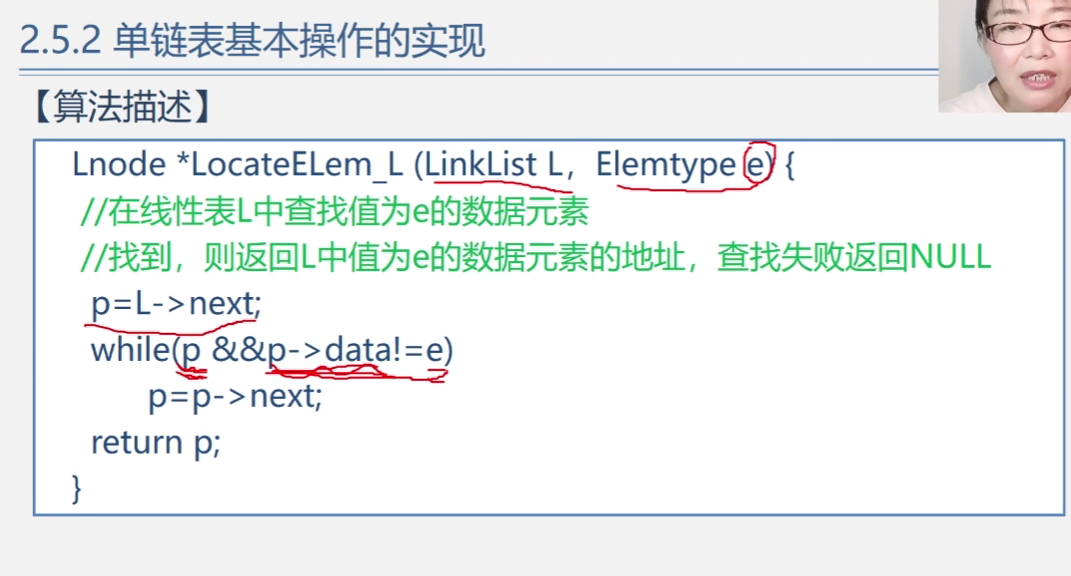 2.5.2 单链表基本操作的实现
【算法描述】
Lnode *LocateELem_L (LinkList L，Elemtype e) {
//在线性表L中查找值为e的数据元素
//找到，则返回L中值为e的数据元素的地址，查找失败返回NULL
p=L->next;
while(p &&p->data!=e)
p=p->next;
return p;
}